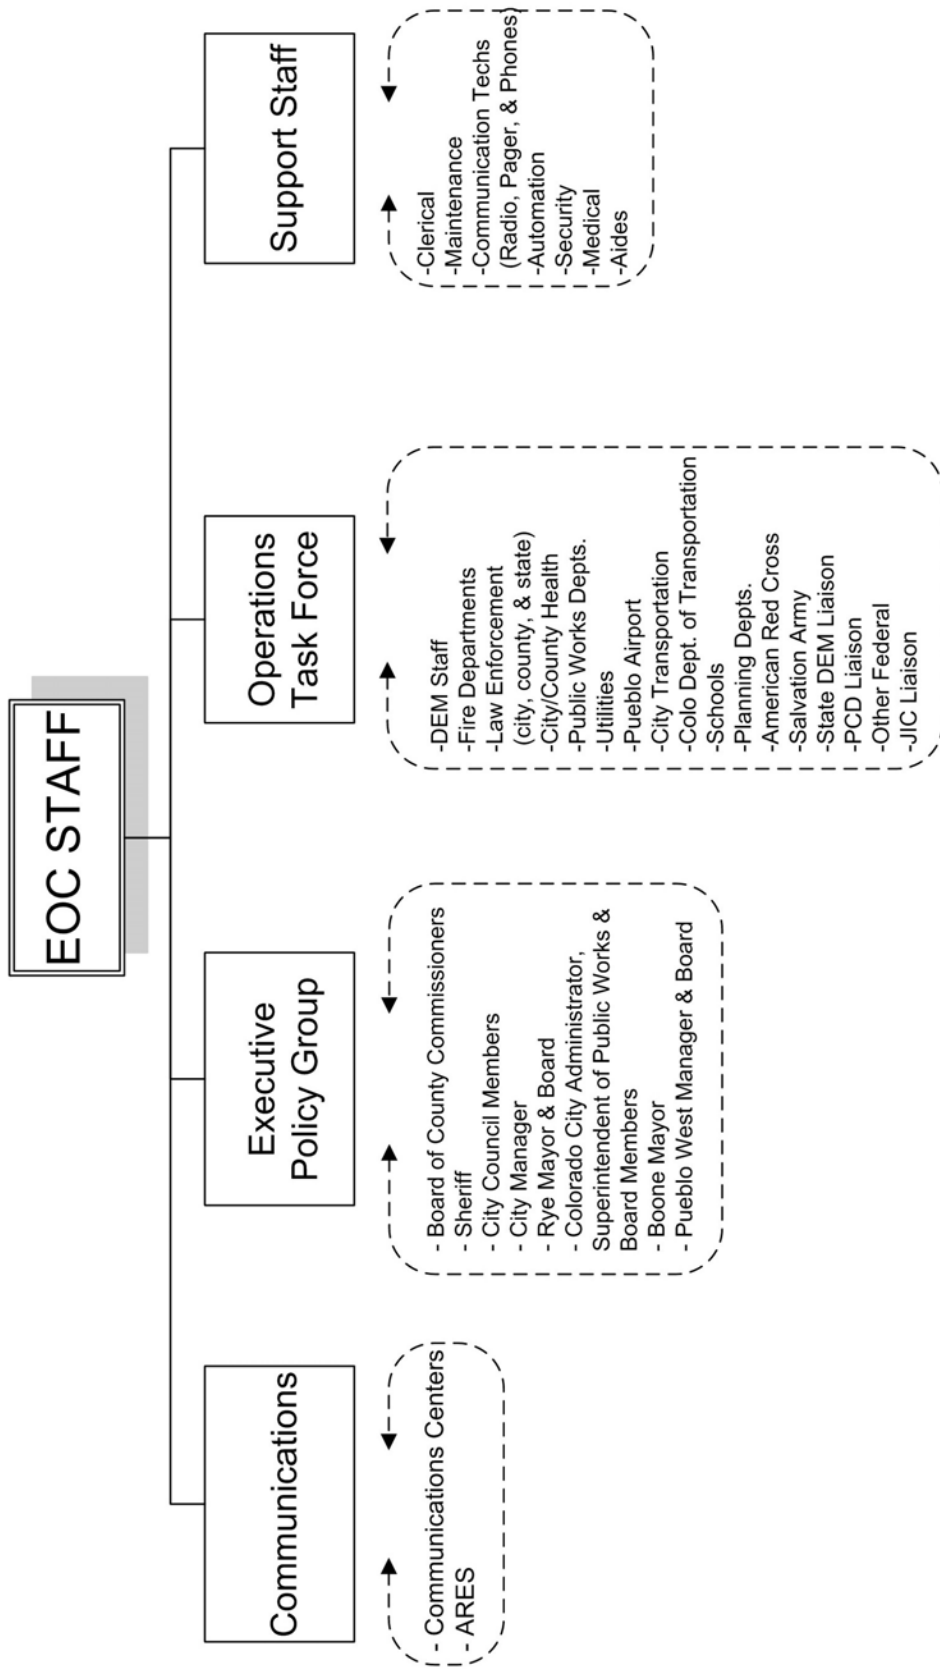 EOC STAFF
Communications
- Communications Centers
- ARES
Executive
Policy Group
- Board of County Commissioners
- Sheriff
- City Council Members
- City Manager
- Rye Mayor & Board
- Colorado City Administrator,
Superintendent of Public Works &
Board Members
- Boone Mayor
- Pueblo West Manager & Board
Operations
Task Force
-DEM Staff
-Fire Departments
-Law Enforcement
(city, county, & state)
-City/County Health
-Public Works Depts.
-Utilities
-Pueblo Airport
-City Transportation
-Colo Dept. of Transportation
-Schools
-Planning Depts.
-American Red Cross
-Salvation Army
-State DEM Liaison
-PCD Liaison
-Other Federal
-JIC Liaison
Support Staff
-Clerical
-Maintenance
-Communication Techs
(Radio, Pager, & Phones)
-Automation
-Security
-Medical
-Aides